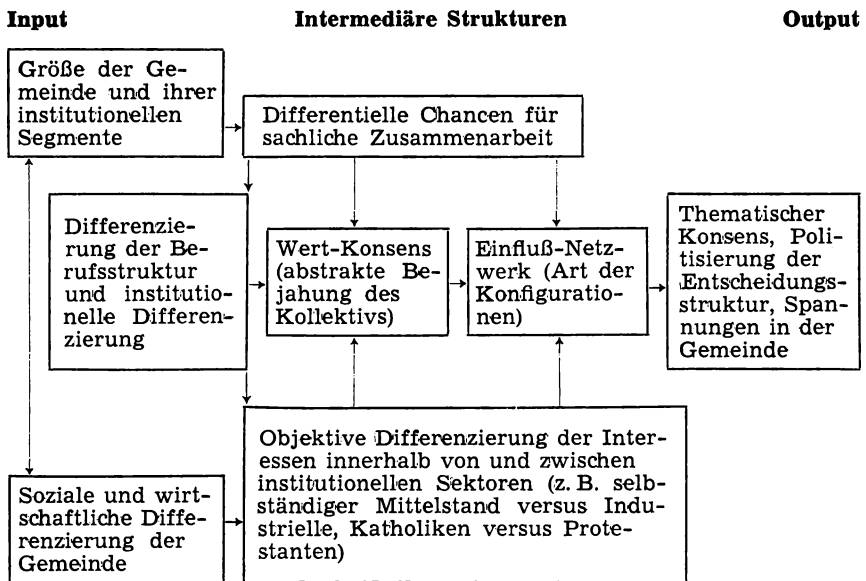 Input Intermediäre Strukturen Output
Größe der Ge-
meinde und ihrer
institutionellen
Segmente
Differentielle Chancen für
sachliche Zusammenarbeit
Differenzie-
rung der Be-
rufsstruktur
und institutio-
nelle Differen-
zierung
Wert-Konsens
(abstrakte Be-
jahung des
Kollektivs)
Einfluß-Netz-
werk (Art der
Konfiguratio-
nen)
Thematischer
Konsens, Poli-
tisierung der
Entscheidungs-
struktur, Span-
nungen in der
Gemeinde
Soziale und wirt-
schaftliche Diffe-
renzierung der
Gemeinde
Objektive Differenzierung der Inter-
essen innerhalb von und zwischen
institutionellen Sektoren (z. B. selb-
ständiger Mittelstand versus Indu-
strielle, Katholiken versus Prote-
stanten)